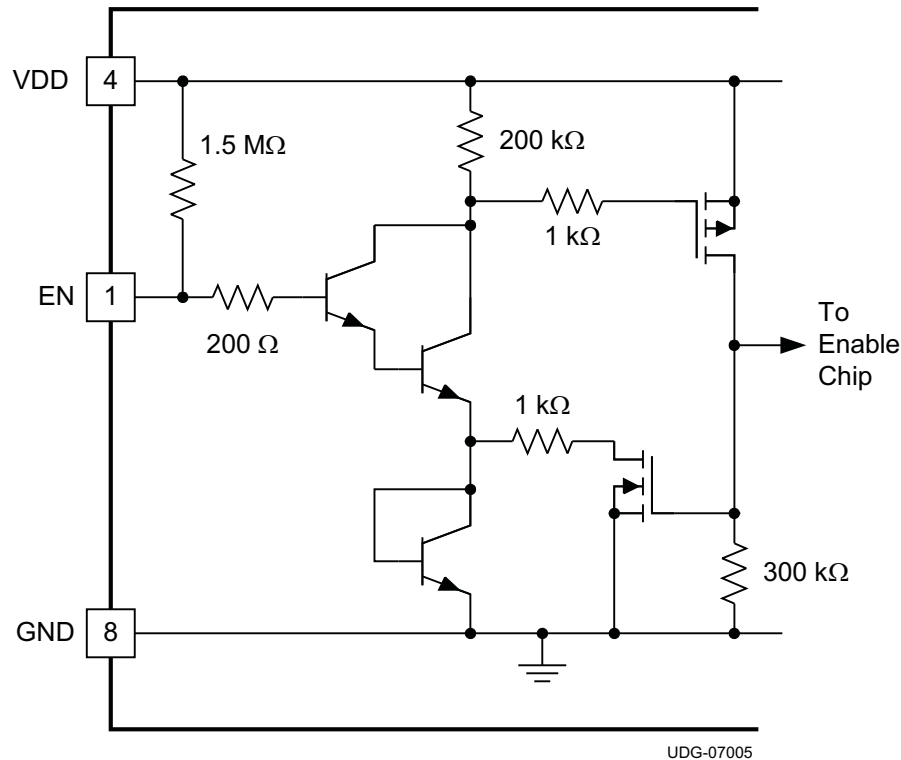 VDD
4
1.5 MΩ
200 kΩ
1 kΩ
EN
1
200 Ω
To
Enable
Chip
1 kΩ
300 kΩ
GND
8
UDG-07005